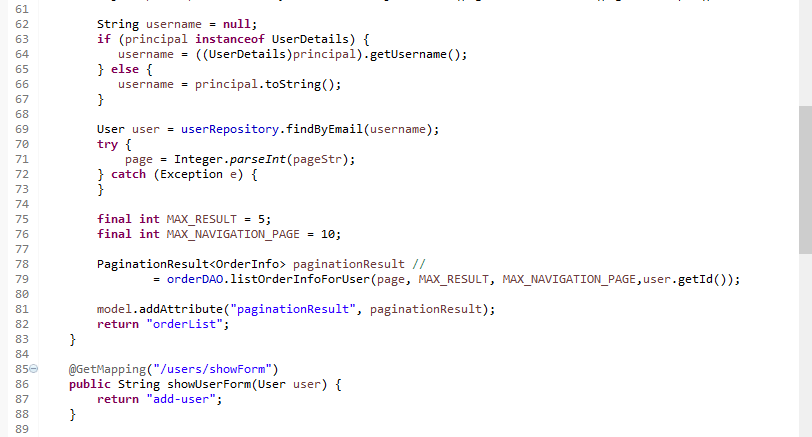 61
62 String username = null;
63 if (principal instanceof UserDetails) {
64 username = ((UserDetails)principal).getUsername();
65 } else {
66 username = principal.toString();
67 }
68
69 User user = userRepository.findByEmail(username);
70 try {
71 page = Integer.parseInt(pageStr);
72 } catch (Exception e) {
73 }
74
75 final int MAX_RESULT = 5;
76 final int MAX_NAVIGATION_PAGE = 10;
77
78 PaginationResult<OrderInfo> paginationResult //
79 = orderDAO.listOrderInfoForUser(page, MAX_RESULT, MAX_NAVIGATION_PAGE,user.getId());
80
81 model.addAttribute("paginationResult", paginationResult);
82 return "orderList";
83 }
84
85 @GetMapping("/users/showForm")
86 public String showUserForm(User user) {
87 return "add-user";
88 }
89